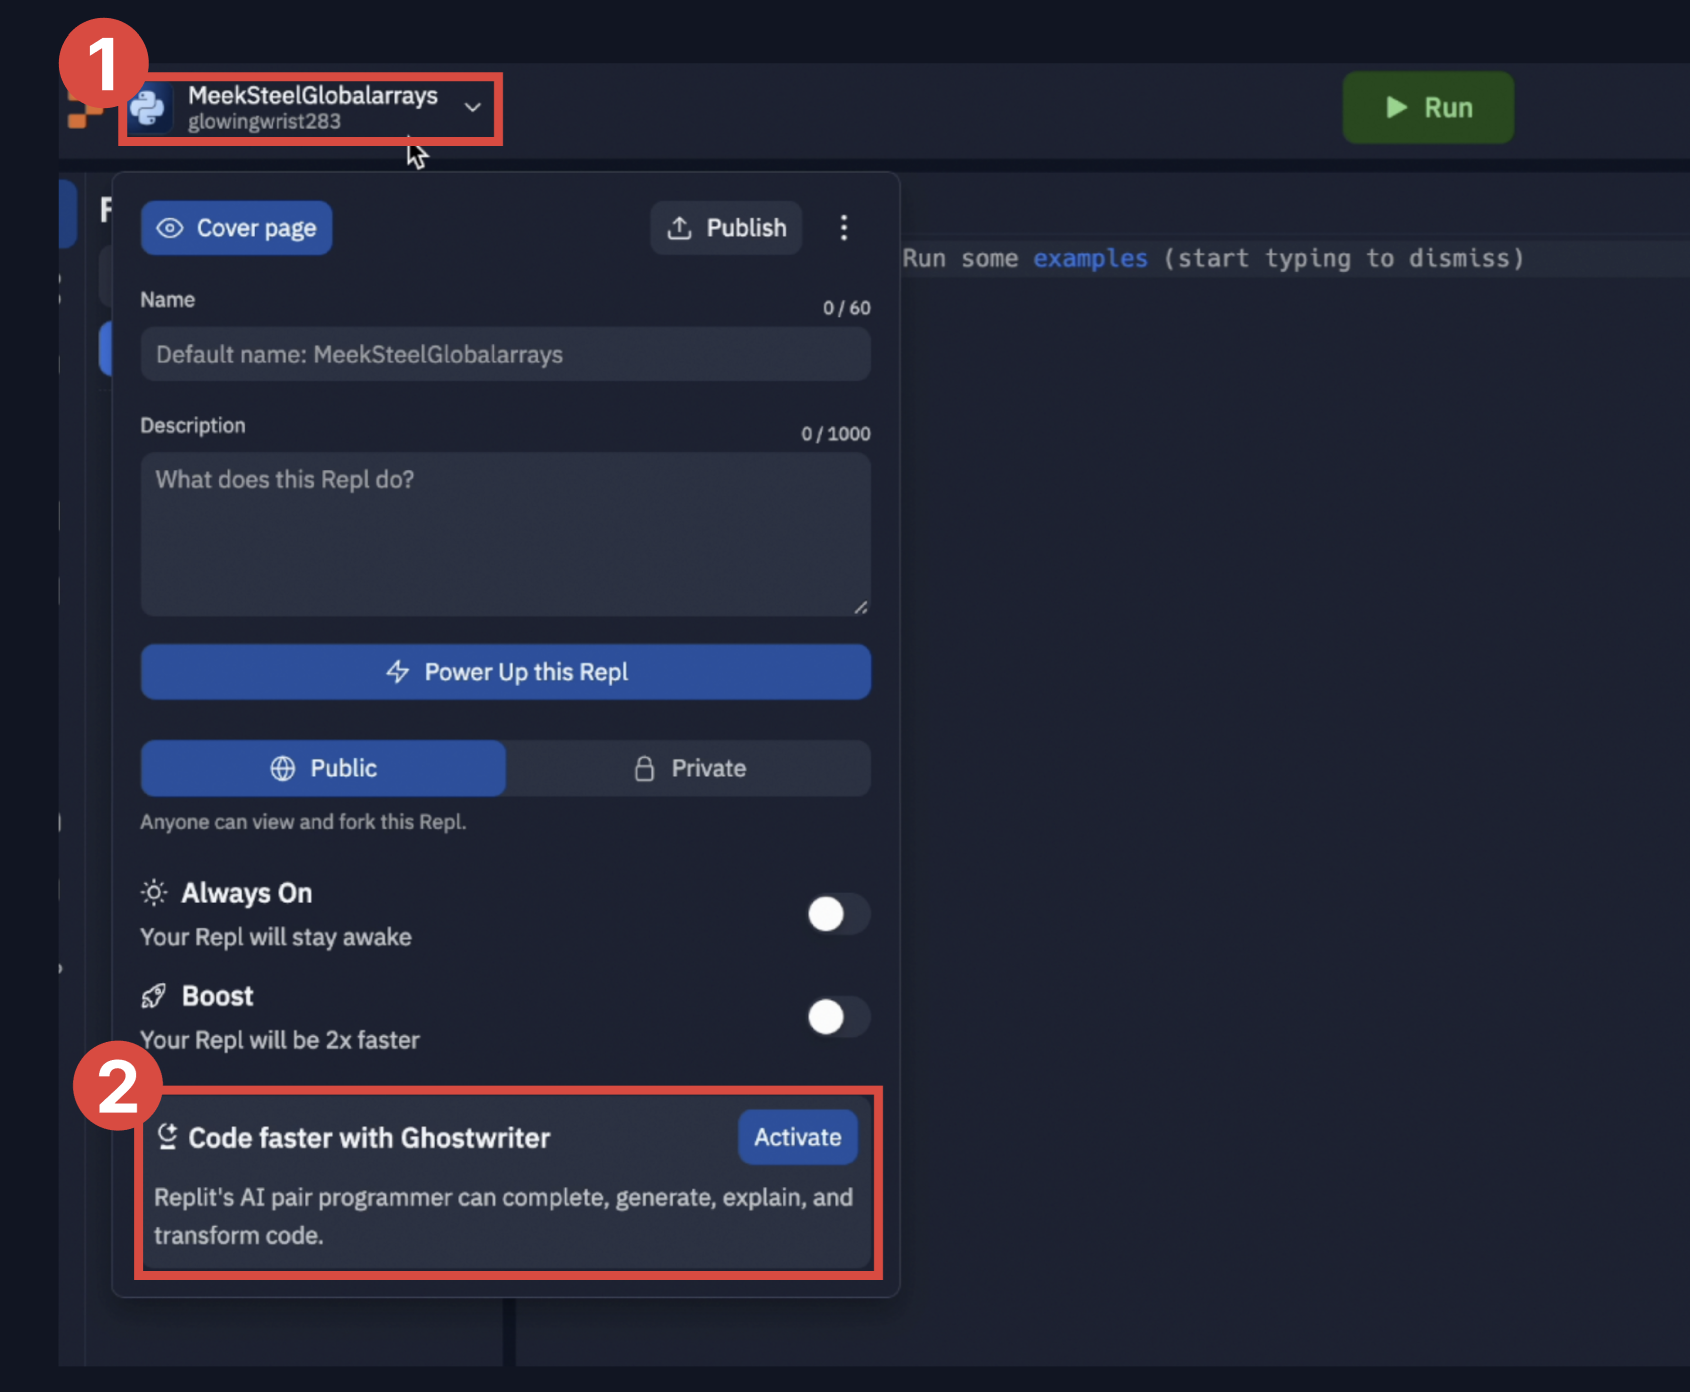 1
MeekSteelGlobalarrays
glowingwrist283
Run
F
Cover page
Publish
Run some examples (start typing to dismiss)
Name
0 / 60
Default name: MeekSteelGlobalarrays
Description
0 / 1000
What does this Repl do?
Power Up this Repl
Public
Private
Anyone can view and fork this Repl.
Always On
Your Repl will stay awake
Boost
Your Repl will be 2x faster
2
Code faster with Ghostwriter
Activate
Replit's AI pair programmer can complete, generate, explain, and
transform code.